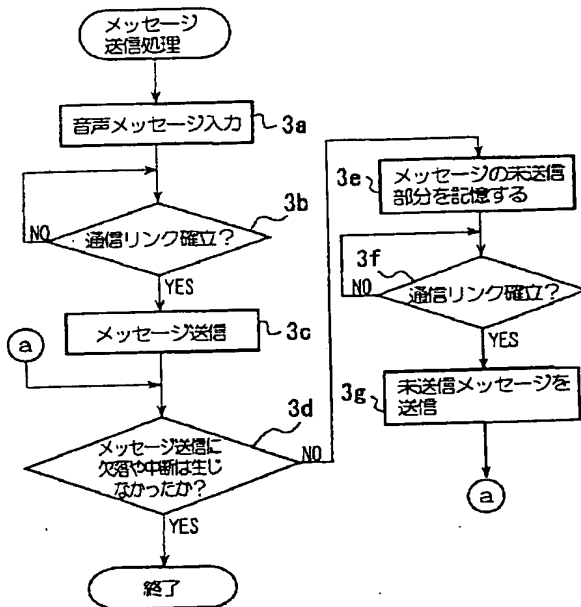 メッセージ
送信処理
音声メッセージ入力
3a
3b
通信リンク確立?
NO
YES
メッセージ送信
3c
a
3d
メッセージ送信に
欠落や中断は生じ
なかったか?
NO
YES
終了
3e
メッセージの未送信
部分を記憶する
3f
通信リンク確立?
NO
YES
3g
未送信メッセージを
送信
a